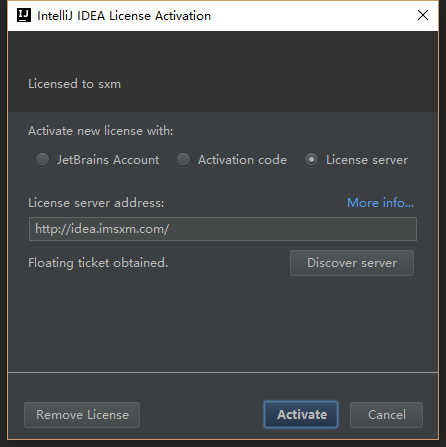 IJ IntelliJ IDEA License Activation
Licensed to sxm
Activate new license with:
JetBrains Account Activation code License server
License server address: More info...
http://idea.imsxm.com/
Floating ticket obtained. Discover server
Remove License Activate Cancel